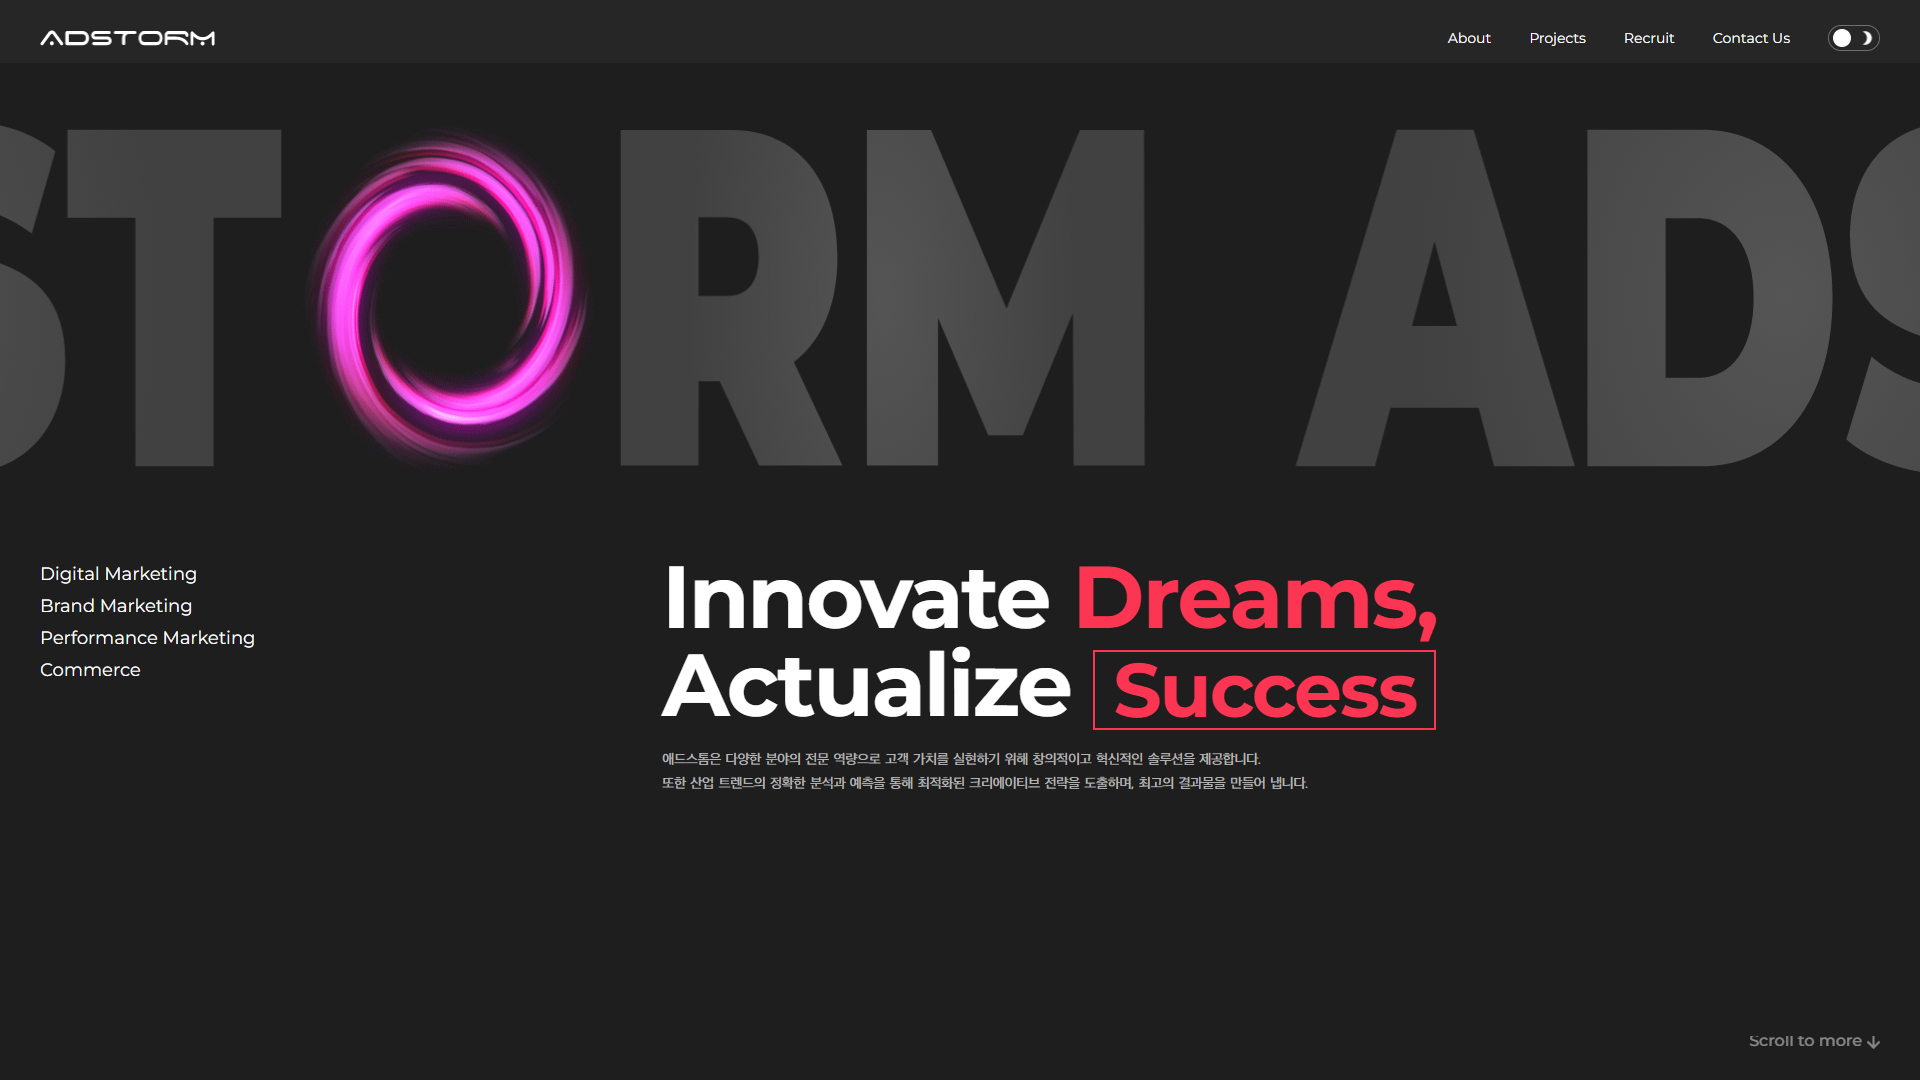 ADSTORM
About Projects Recruit Contact Us
STORM ADS
Digital Marketing
Brand Marketing
Performance Marketing
Commerce
Innovate Dreams,
Actualize Success
애드스톰은 다양한 분야의 전문 역량으로 고객 가치를 실현하기 위해 창의적이고 혁신적인 솔루션을 제공합니다.
또한 산업 트렌드의 정확한 분석과 예측을 통해 최적화된 크리에이티브 전략을 도출하며, 최고의 결과물을 만들어 냅니다.
Scroll to more